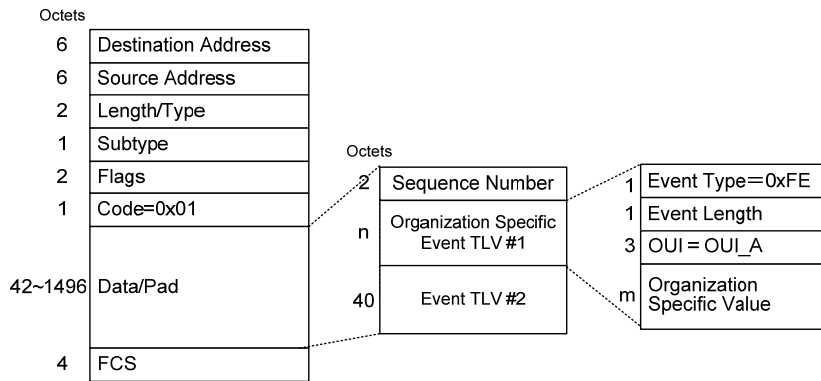 Octets
6 Destination Address
6 Source Address
2 Length/Type
1 Subtype
2 Flags
1 Code=0x01
42~1496 Data/Pad
4 FCS
Octets
2 Sequence Number
n Organization Specific
Event TLV #1
40 Event TLV #2
1 Event Type=0xFE
1 Event Length
3 OUI = OUI_A
m Organization
Specific Value